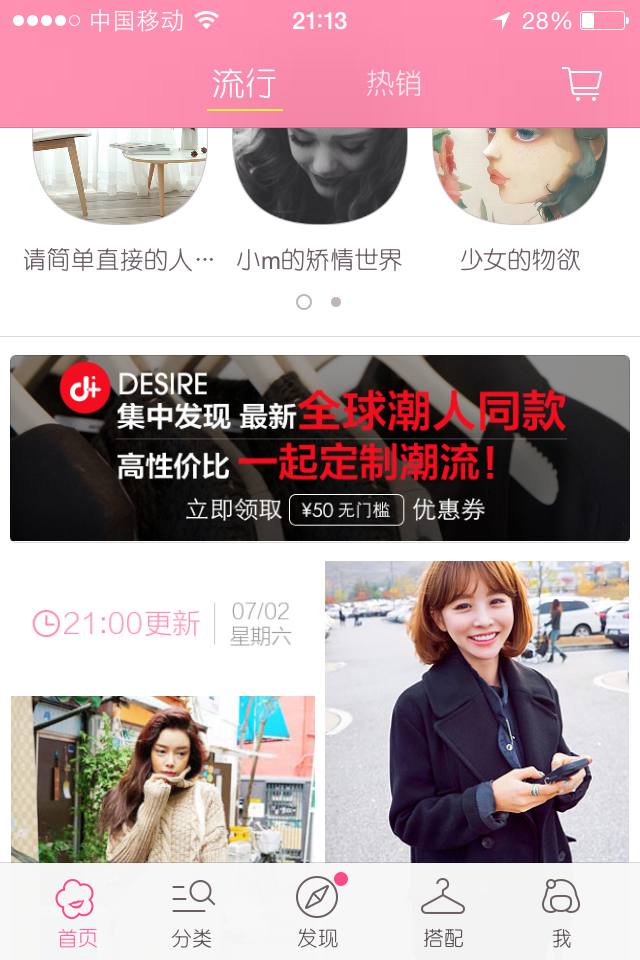 中国移动 21:13 28%
流行 热销
请简单直接的人… 小m的矫情世界 少女的物欲
DESIRE
集中发现 最新全球潮人同款
高性价比 一起定制潮流!
立即领取 ¥50 无门槛 优惠券
21:00更新
07/02
星期六
首页 分类 发现 搭配 我